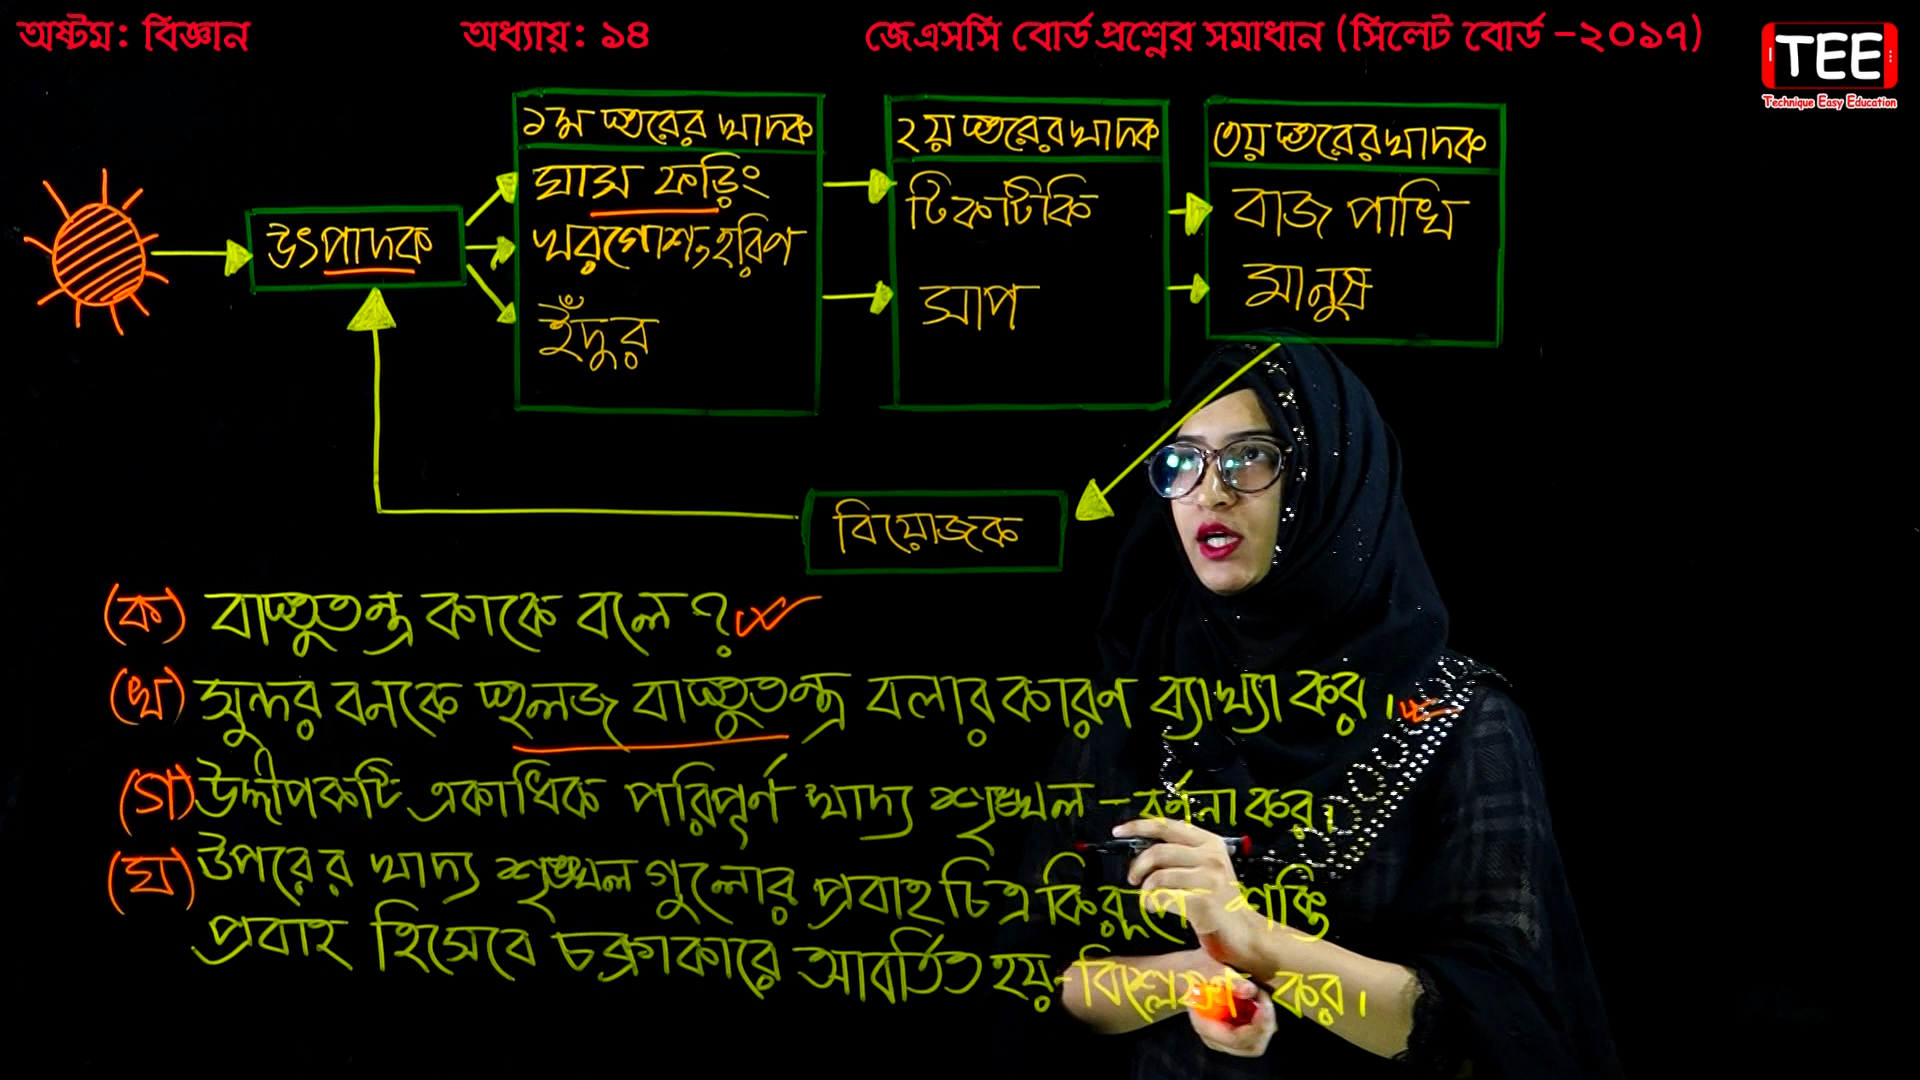 অষ্টম: বিজ্ঞান
অধ্যায়: ১৪
জেএসসি বোর্ড প্রশ্নের সমাধান (সিলেট বোর্ড -২০১৭)
TEE
Technique Easy Education
১ম স্তরের খাদক
২য় স্তরের খাদক
৩য় স্তরের খাদক
ঘাস ফড়িং
টিকটিকি
বাজ পাখি
উৎপাদক
খরগোশ, হরিণ
সাপ
মানুষ
ইঁদুর
বিয়োজক
(ক) বাস্তুতন্ত্র কাকে বলে ?
(খ) সুন্দর বনকে স্থলজ বাস্তুতন্ত্র বলার কারণ ব্যাখ্যা কর ।
(গ) উদ্দীপকটি একাধিক পরিপূর্ণ খাদ্য শৃঙ্খল - বর্ণনা কর ।
(ঘ) উপরের খাদ্য শৃঙ্খল গুলোর প্রবাহ চিত্র কিরূপে শক্তি
প্রবাহ হিসেবে চক্রাকারে আবর্তিত হয় - বিশ্লেষণ কর ।